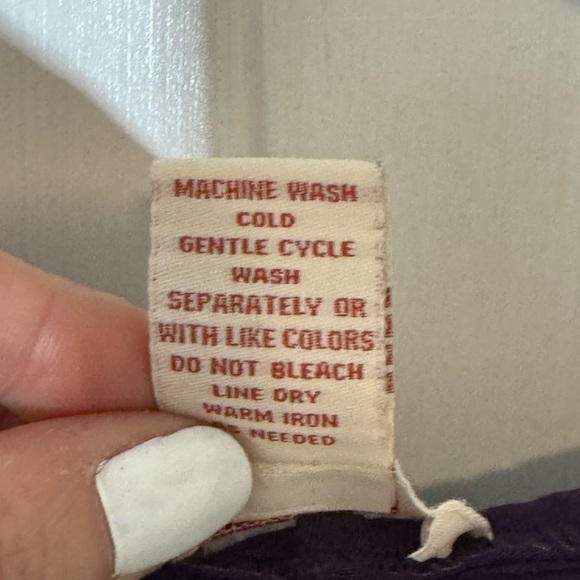 MACHINE WASH
COLD
GENTLE CYCLE
WASH
SEPARATELY OR
WITH LIKE COLORS
DO NOT BLEACH
LINE DRY
WARM IRON
AS NEEDED